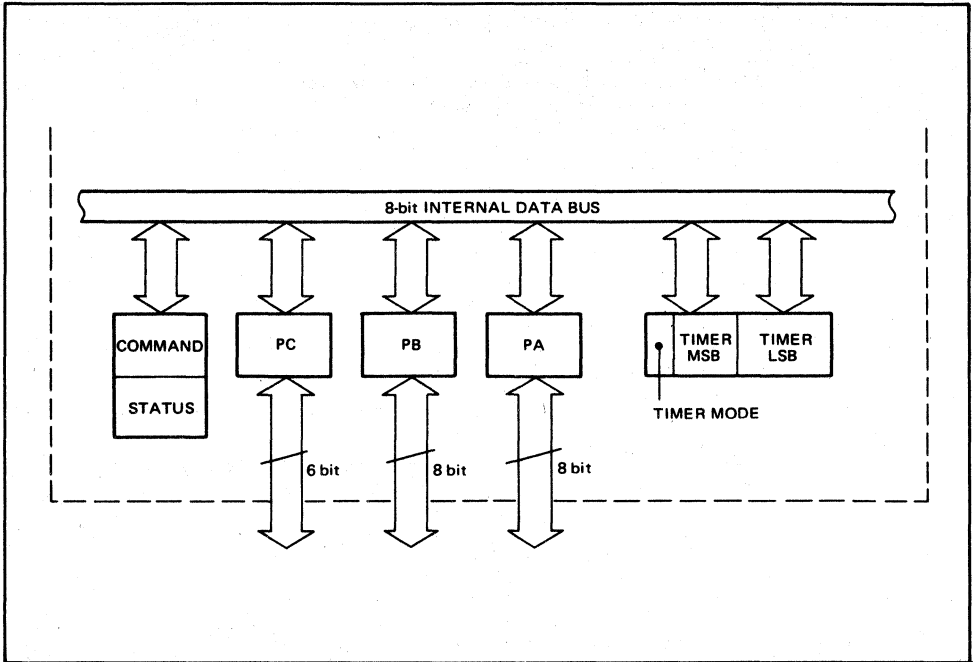 8-bit INTERNAL DATA BUS
COMMAND
STATUS
PC
PB
PA
TIMER
MSB
TIMER
LSB
TIMER MODE
6 bit
8 bit
8 bit